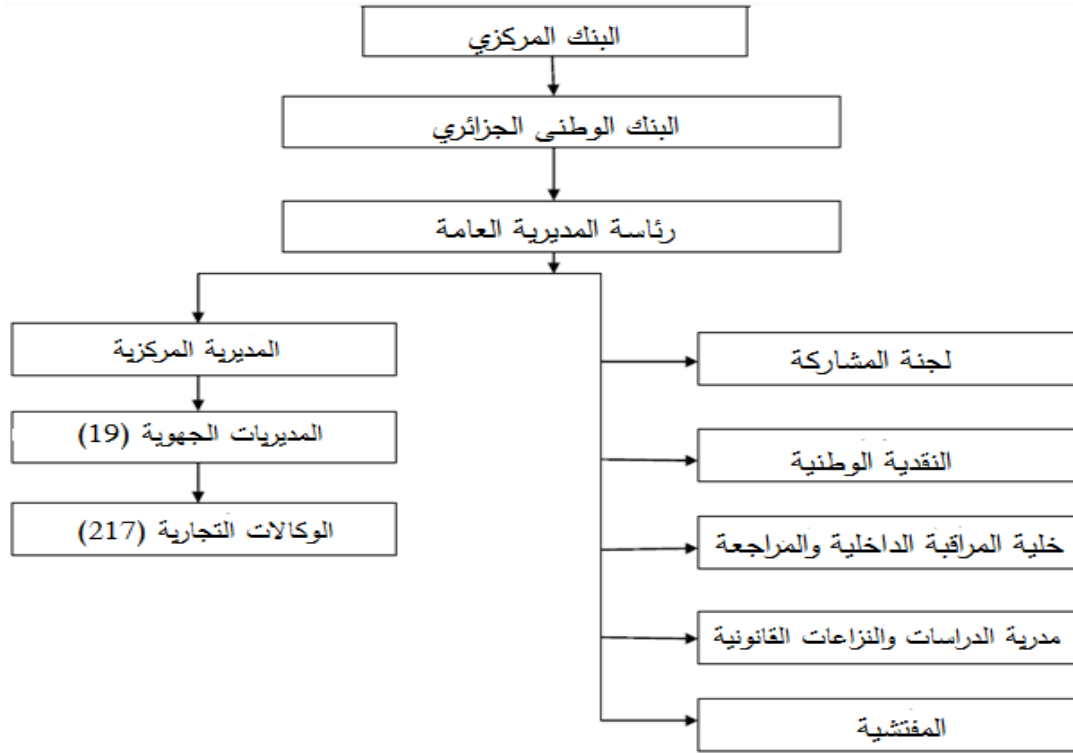 البنك المركزي
البنك الوطنى الجزائري
رئاسة المديرية العامة
المديرية المركزية
المديريات الجهوية (19)
الوكالات التجارية (217)
لجنة المشاركة
النقدية الوطنية
خلية المراقبة الداخلية والمراجعة
مدرية الدراسات والنزاعات القانونية
المفتشية